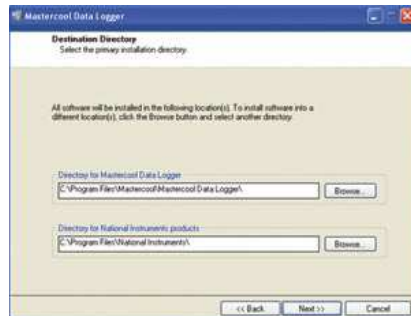 Mastercool Data Logger
Destination Directory
Select the primary installation directory.
All software will be installed in the following location(s). To install software into a
different location(s), click the Browse button and select another directory.
Directory for Mastercool Data Logger
C:\Program Files\Mastercool\Mastercool Data Logger\
Browse...
Directory for National Instruments products
C:\Program Files\National Instruments\
Browse...
<< Back
Next >>
Cancel